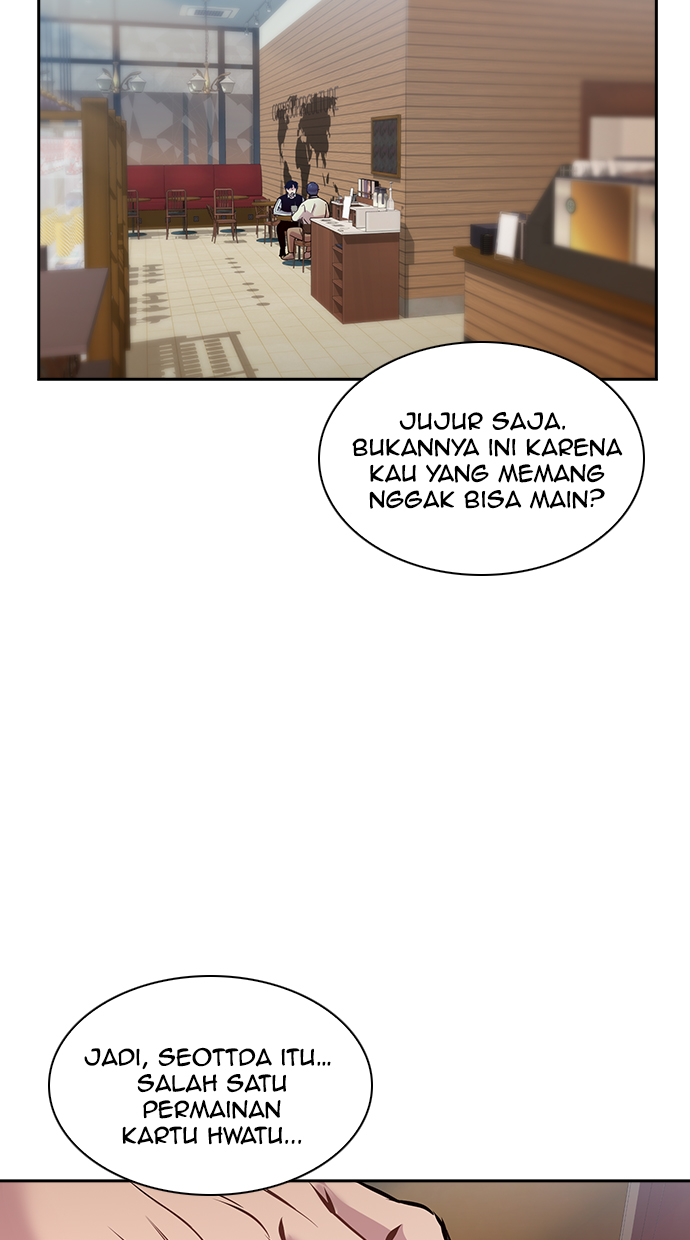 JUJUR SAJA.
BUKANNYA INI KARENA
KAU YANG MEMANG
NGGAK BISA MAIN?
JADI, SEOTTDA ITU...
SALAH SATU
PERMAINAN
KARTU HWATU...